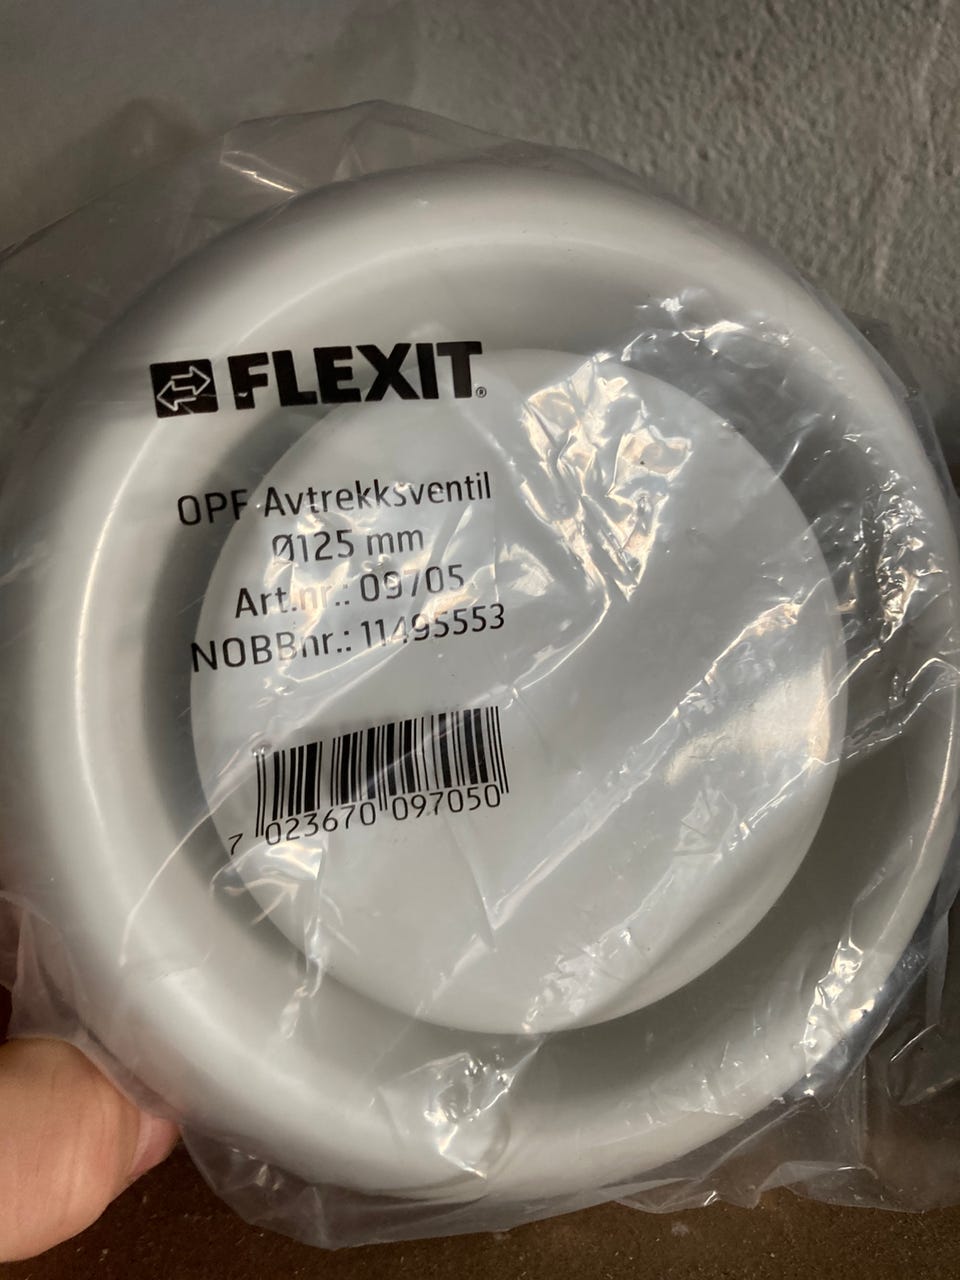 FLEXIT®
OPF Avtrekksventil
Ø125 mm
Art.nr.: 09705
NOBBnr.: 11495553
7 023670 097050